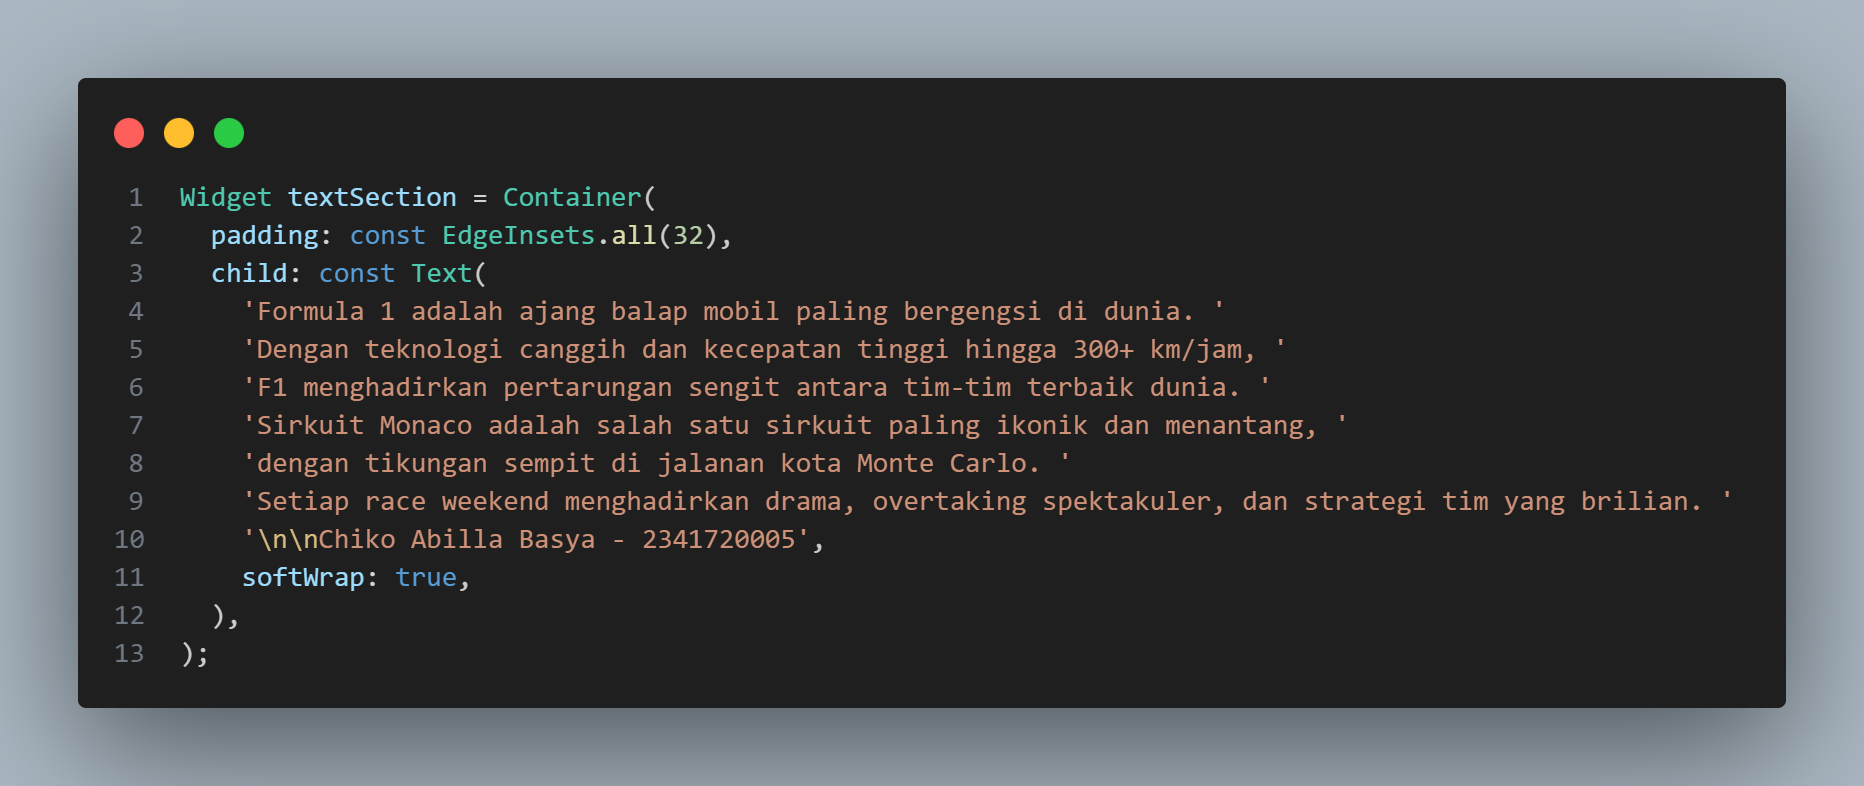 1 Widget textSection = Container(
2   padding: const EdgeInsets.all(32),
3   child: const Text(
4     'Formula 1 adalah ajang balap mobil paling bergengsi di dunia. '
5     'Dengan teknologi canggih dan kecepatan tinggi hingga 300+ km/jam, '
6     'F1 menghadirkan pertarungan sengit antara tim-tim terbaik dunia. '
7     'Sirkuit Monaco adalah salah satu sirkuit paling ikonik dan menantang, '
8     'dengan tikungan sempit di jalanan kota Monte Carlo. '
9     'Setiap race weekend menghadirkan drama, overtaking spektakuler, dan strategi tim yang brilian. '
10     '\n\nChiko Abilla Basya - 2341720005',
11     softWrap: true,
12   ),
13 );